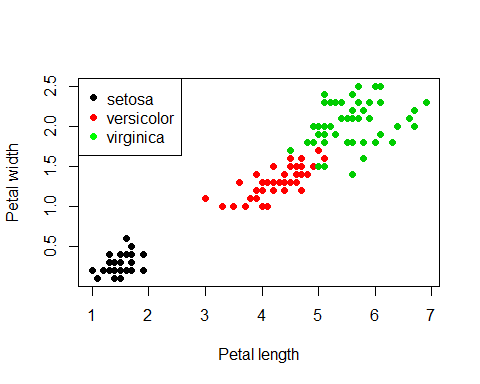 setosa
versicolor
virginica
2.5
2.0
1.5
1.0
0.5
Petal width
1 2 3 4 5 6 7
Petal length